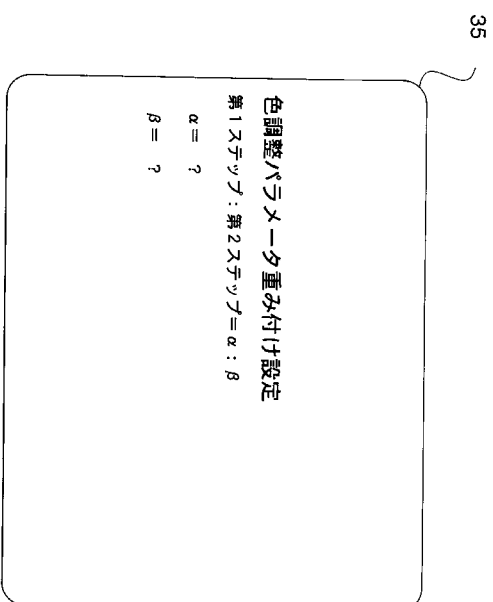 35
色調整パラメータ重み付け設定
第1ステップ:第2ステップ=α:β
α= ?
β= ?